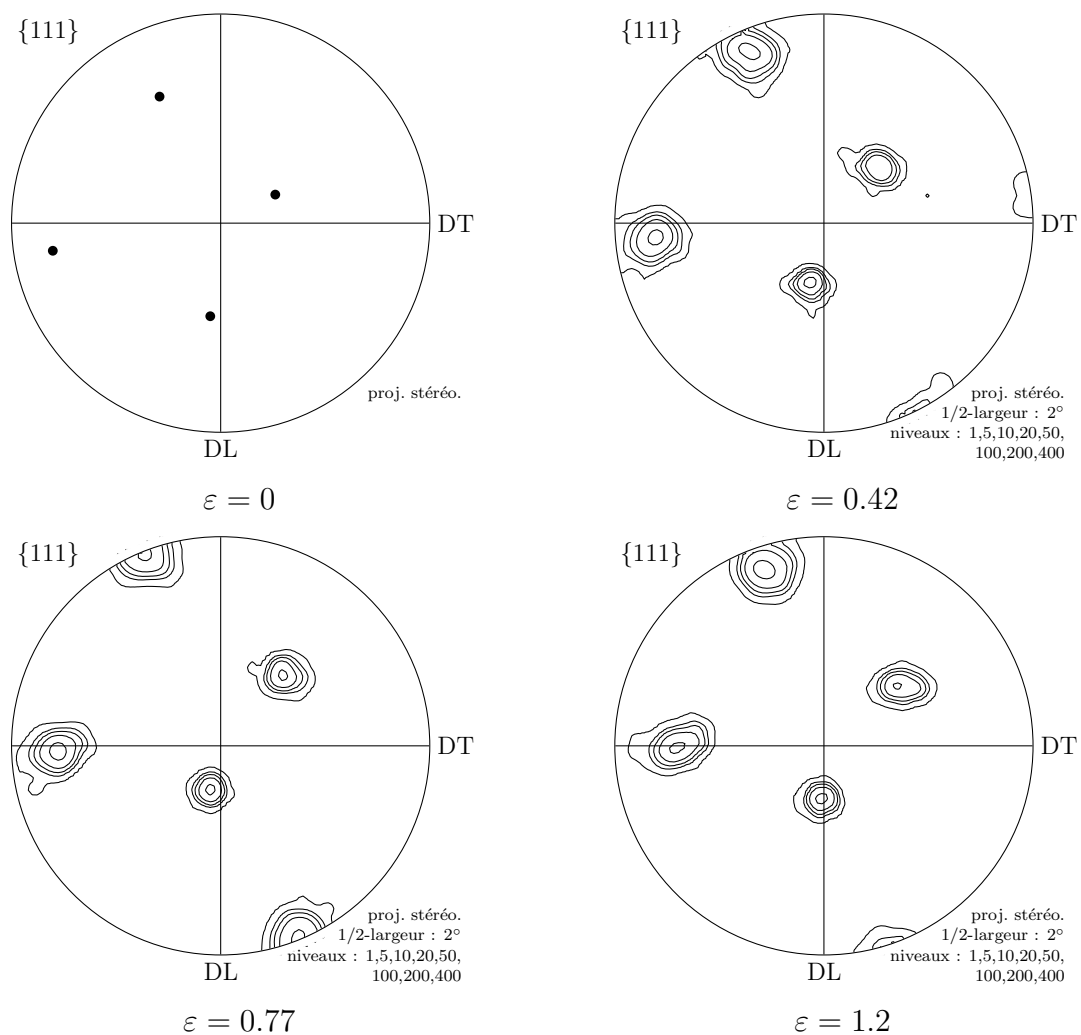 {111}
DT
proj. stéréo.
DL
ε = 0
{111}
DT
proj. stéréo.
1/2-largeur : 2°
niveaux : 1,5,10,20,50,
100,200,400
DL
ε = 0.42
{111}
DT
proj. stéréo.
1/2-largeur : 2°
niveaux : 1,5,10,20,50,
100,200,400
DL
ε = 0.77
{111}
DT
proj. stéréo.
1/2-largeur : 2°
niveaux : 1,5,10,20,50,
100,200,400
DL
ε = 1.2